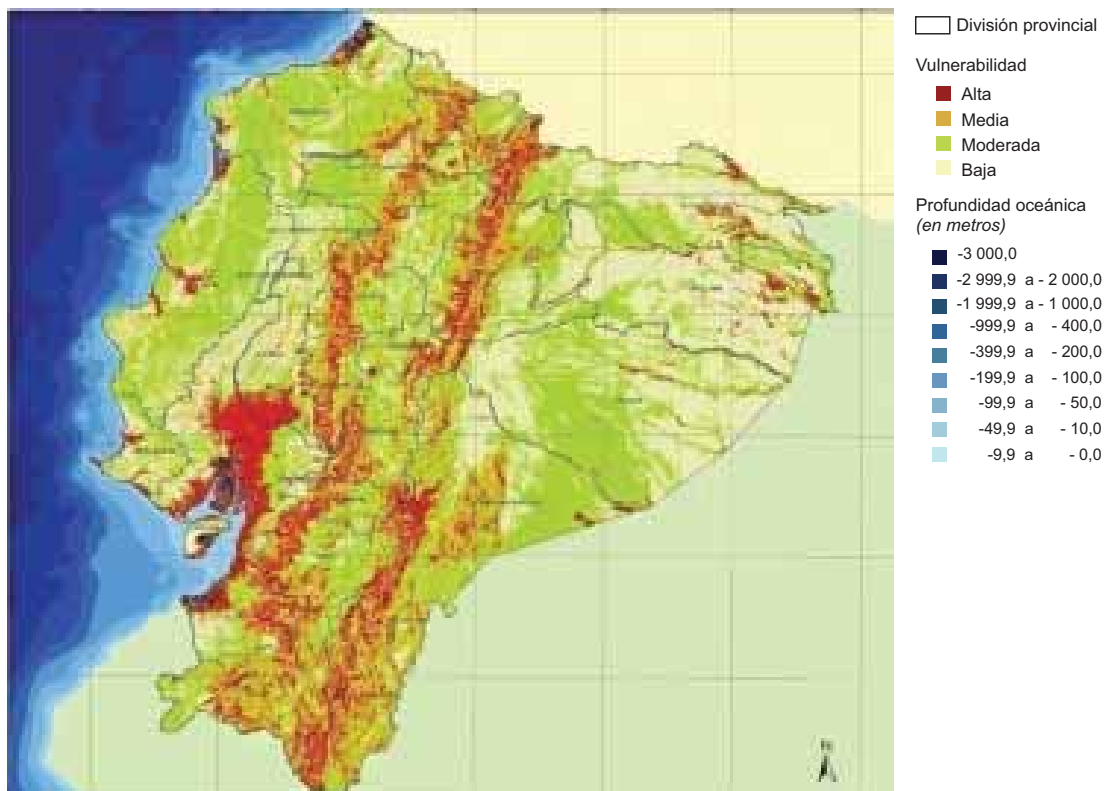 División provincial
Vulnerabilidad
Alta
Media
Moderada
Baja
Profundidad oceánica
(en metros)
-3 000,0
-2 999,9 a - 2 000,0
-1 999,9 a - 1 000,0
-999,9 a - 400,0
-399,9 a - 200,0
-199,9 a - 100,0
-99,9 a - 50,0
-49,9 a - 10,0
-9,9 a - 0,0
N